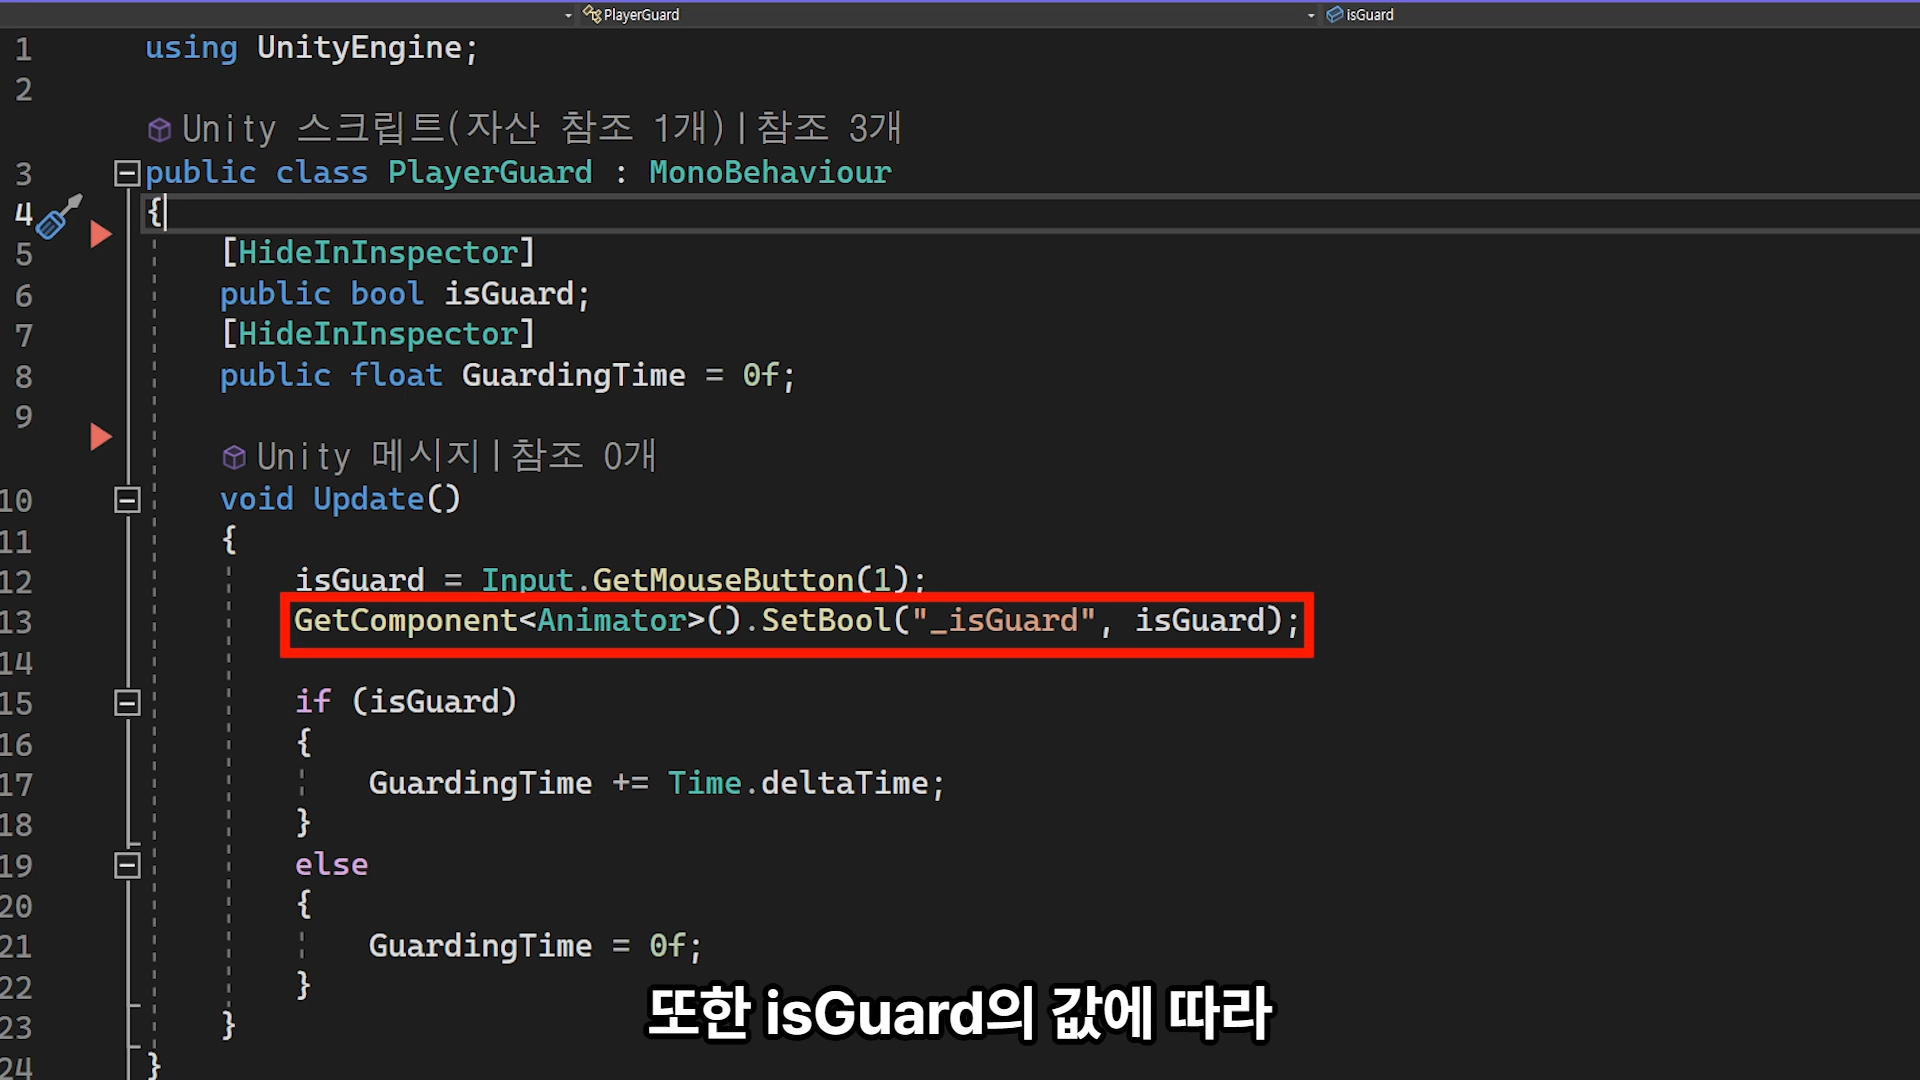 PlayerGuard isGuard
1 using UnityEngine;
2
Unity 스크립트(자산 참조 1개)|참조 3개
3 public class PlayerGuard : MonoBehaviour
4 {
5 [HideInInspector]
6 public bool isGuard;
7 [HideInInspector]
8 public float GuardingTime = 0f;
9
Unity 메시지|참조 0개
10 void Update()
11 {
12 isGuard = Input.GetMouseButton(1);
13 GetComponent<Animator>().SetBool("_isGuard", isGuard);
14
15 if (isGuard)
16 {
17 GuardingTime += Time.deltaTime;
18 }
19 else
20 {
21 GuardingTime = 0f;
22 }
23 }
24 }
또한 isGuard의 값에 따라